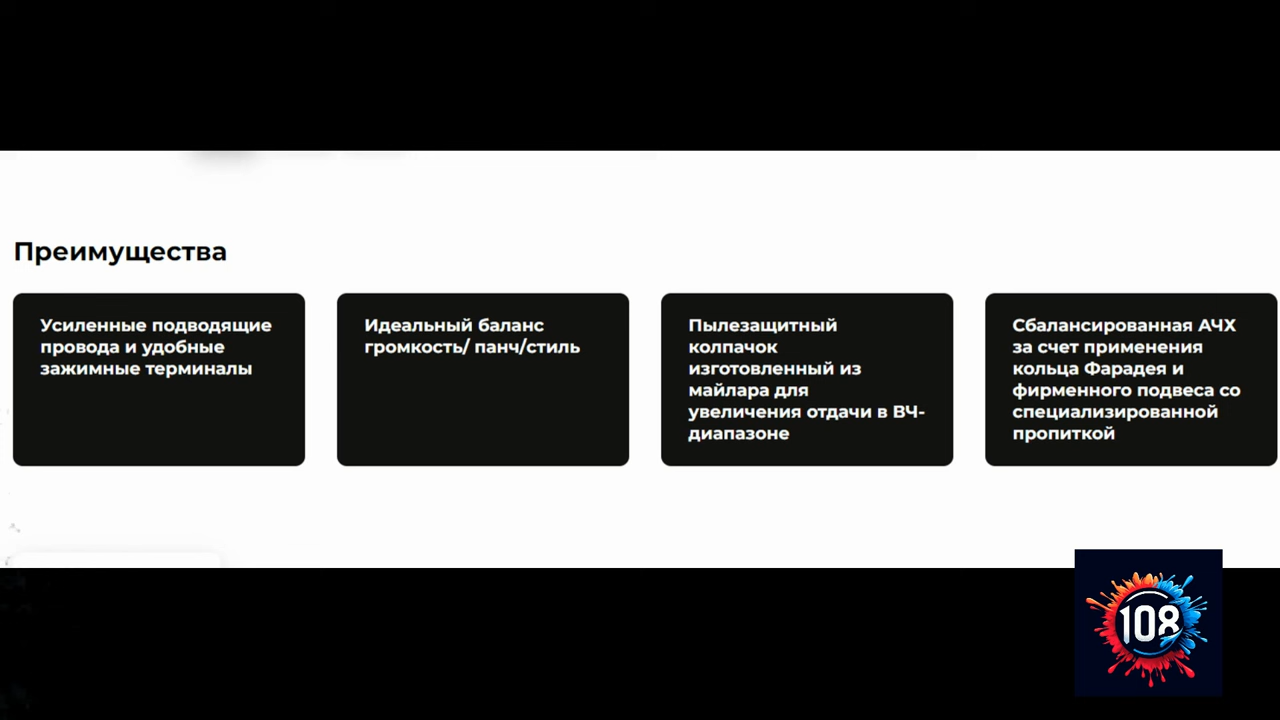 Преимущества
Усиленные подводящие
провода и удобные
зажимные терминалы
Идеальный баланс
громкость/ панч/стиль
Пылезащитный
колпачок
изготовленный из
майлара для
увеличения отдачи в ВЧ-
диапазоне
Сбалансированная АЧХ
за счет применения
кольца Фарадея и
фирменного подвеса со
специализированной
пропиткой
108